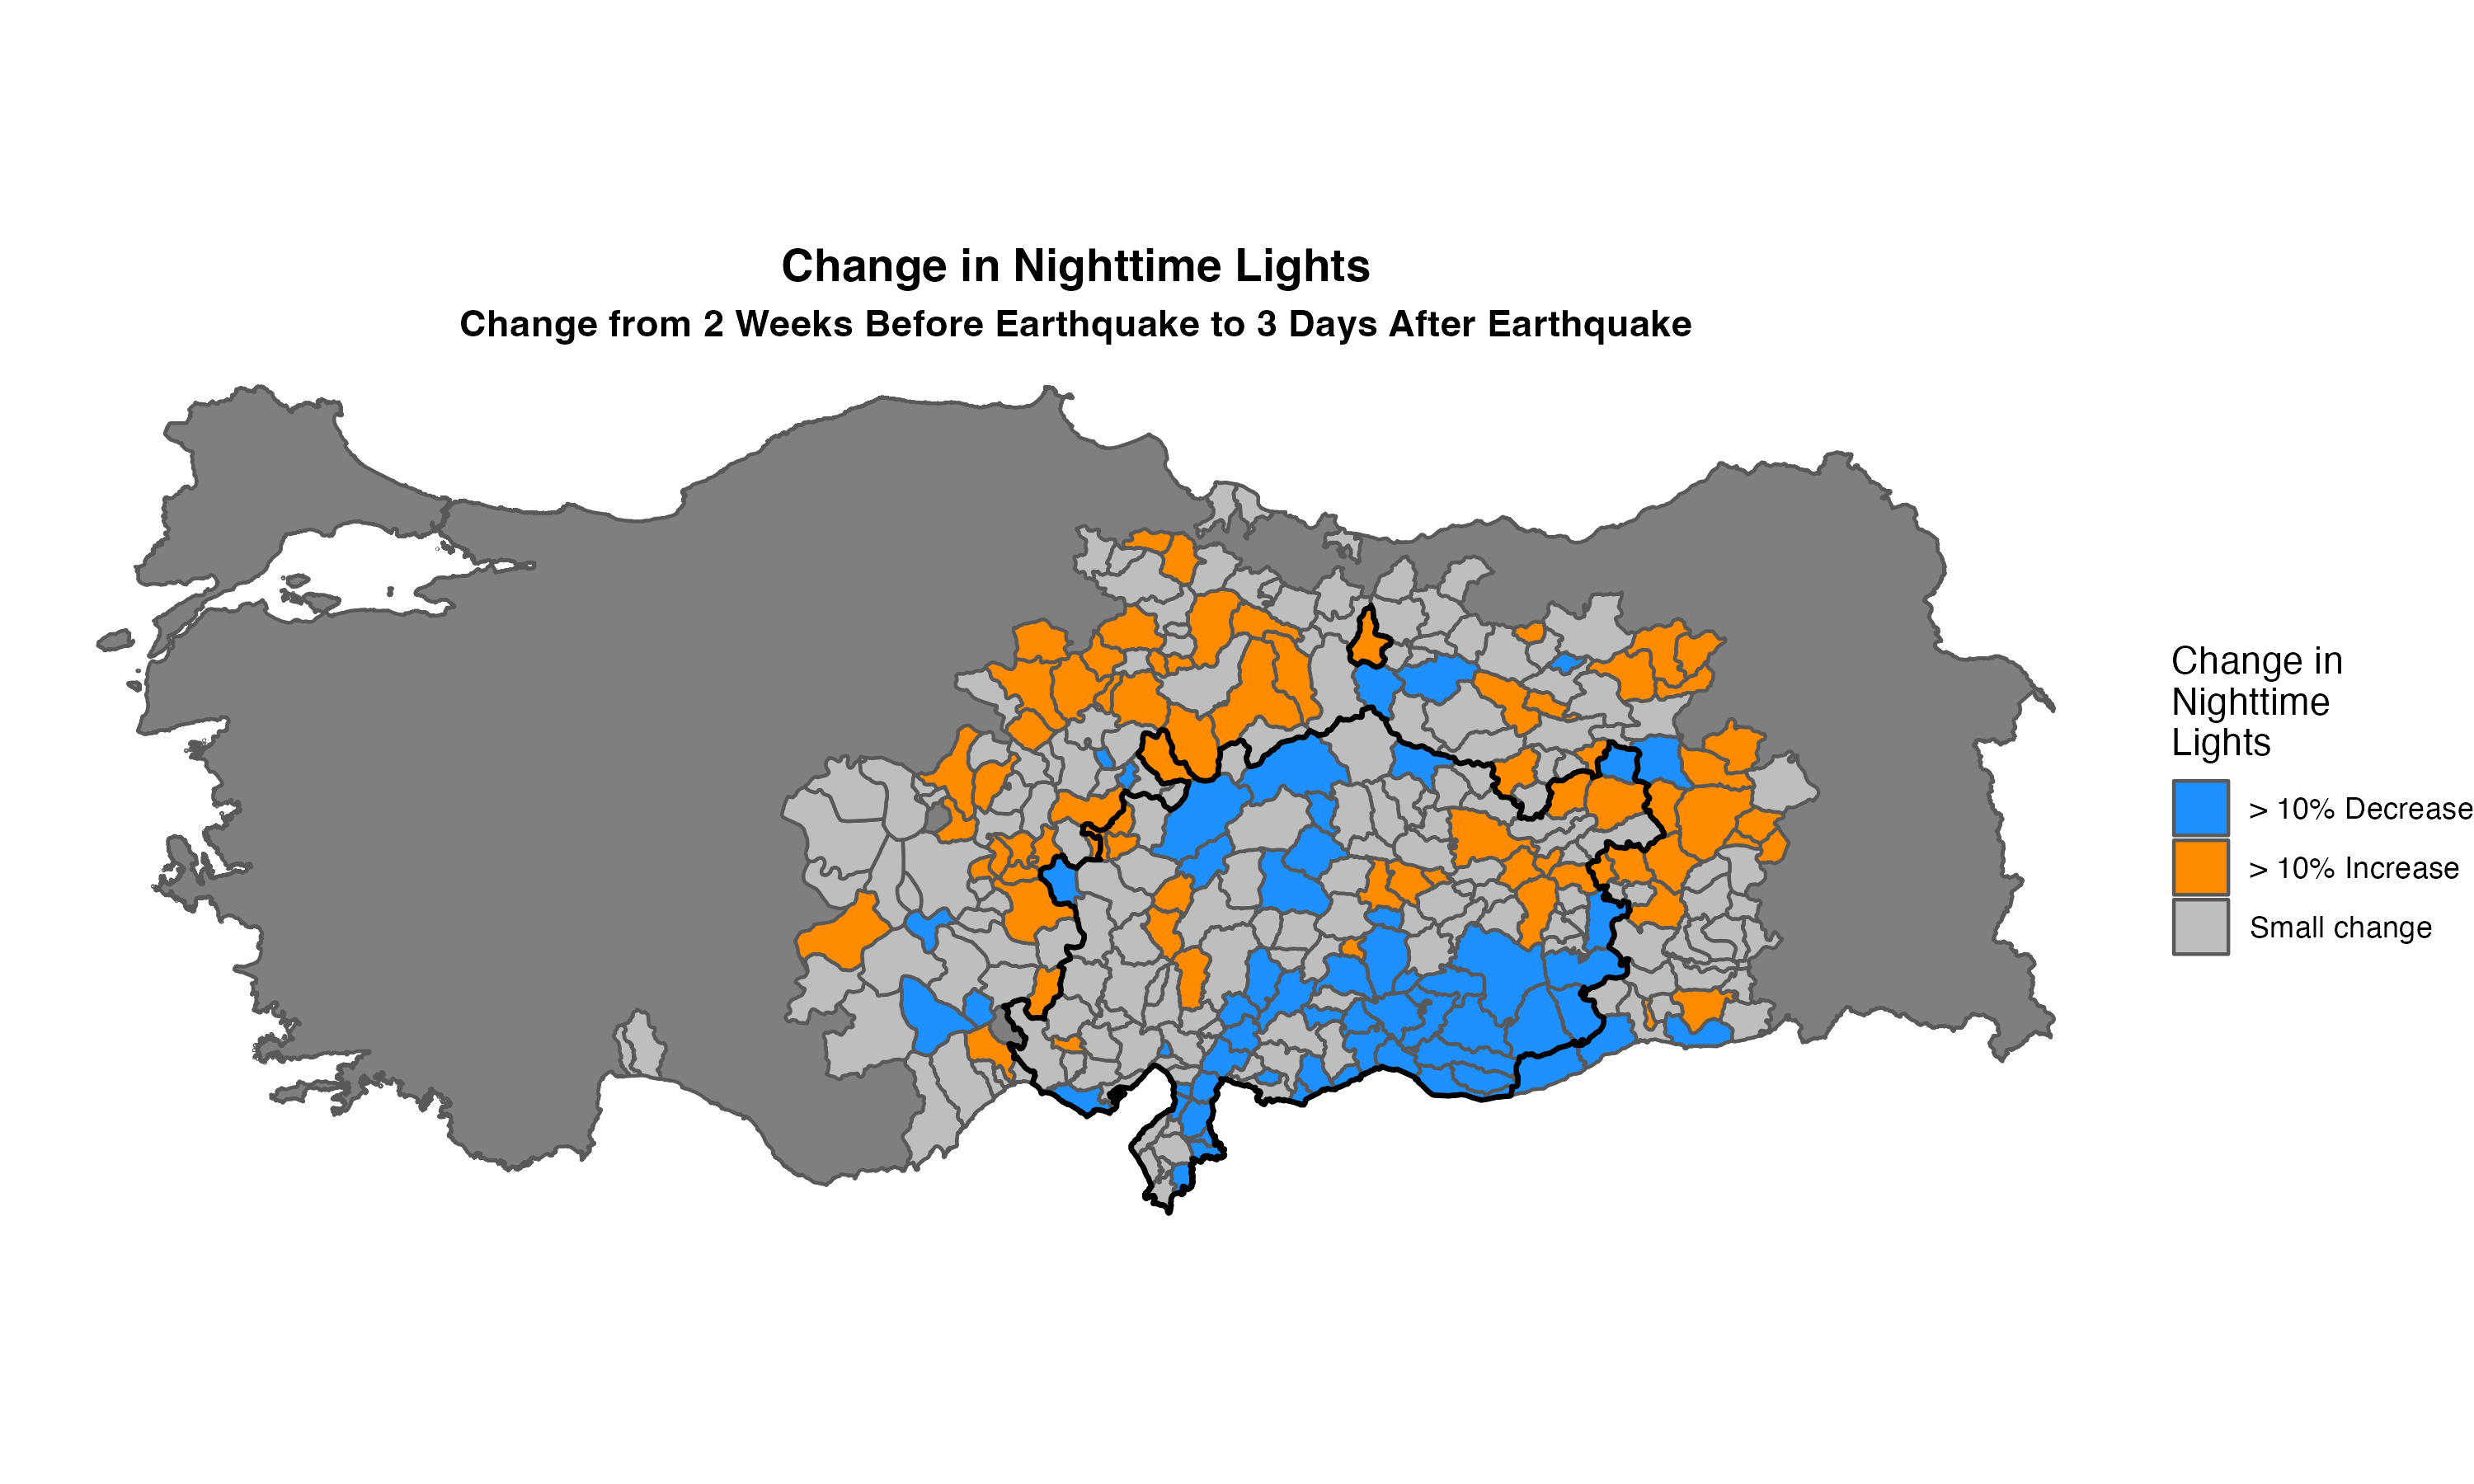 Change in Nighttime Lights
Change from 2 Weeks Before Earthquake to 3 Days After Earthquake
Change in
Nighttime
Lights
> 10% Decrease
> 10% Increase
Small change